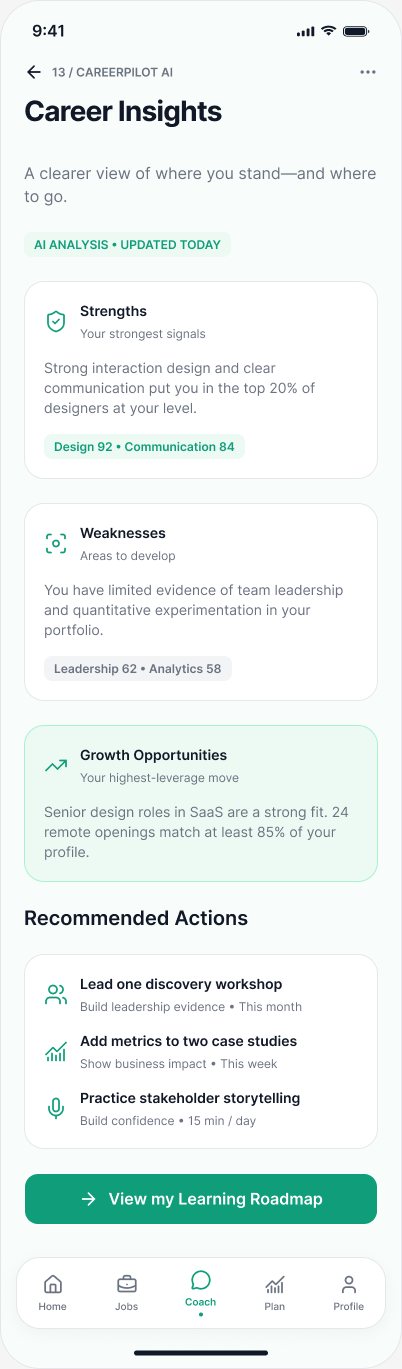 9:41
13 / CAREERPILOT AI
Career Insights
A clearer view of where you stand—and where
to go.
AI ANALYSIS • UPDATED TODAY
Strengths
Your strongest signals
Strong interaction design and clear
communication put you in the top 20% of
designers at your level.
Design 92 • Communication 84
Weaknesses
Areas to develop
You have limited evidence of team leadership
and quantitative experimentation in your
portfolio.
Leadership 62 • Analytics 58
Growth Opportunities
Your highest-leverage move
Senior design roles in SaaS are a strong fit. 24
remote openings match at least 85% of your
profile.
Recommended Actions
Lead one discovery workshop
Build leadership evidence • This month
Add metrics to two case studies
Show business impact • This week
Practice stakeholder storytelling
Build confidence • 15 min / day
View my Learning Roadmap
Home Jobs Coach Plan Profile